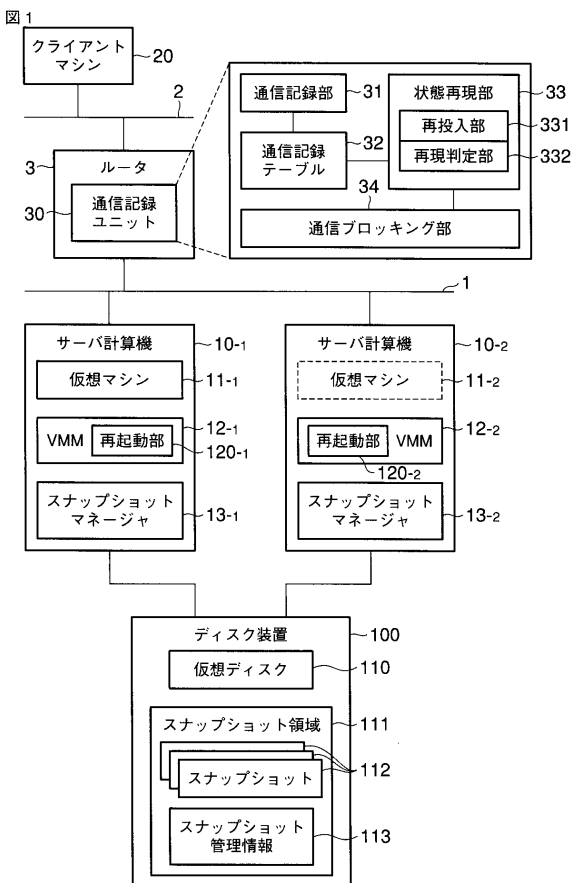 図1
クライアント
マシン
20
2
3
ルータ
30
通信記録
ユニット
通信記録部
31
通信記録
テーブル
32
状態再現部
33
再投入部
331
再現判定部
332
34
通信ブロッキング部
1
サーバ計算機
10-1
仮想マシン
11-1
VMM
再起動部
12-1
120-1
スナップショット
マネージャ
13-1
サーバ計算機
10-2
仮想マシン
11-2
再起動部
VMM
12-2
120-2
スナップショット
マネージャ
13-2
ディスク装置
100
仮想ディスク
110
スナップショット領域
111
スナップショット
112
スナップショット
管理情報
113